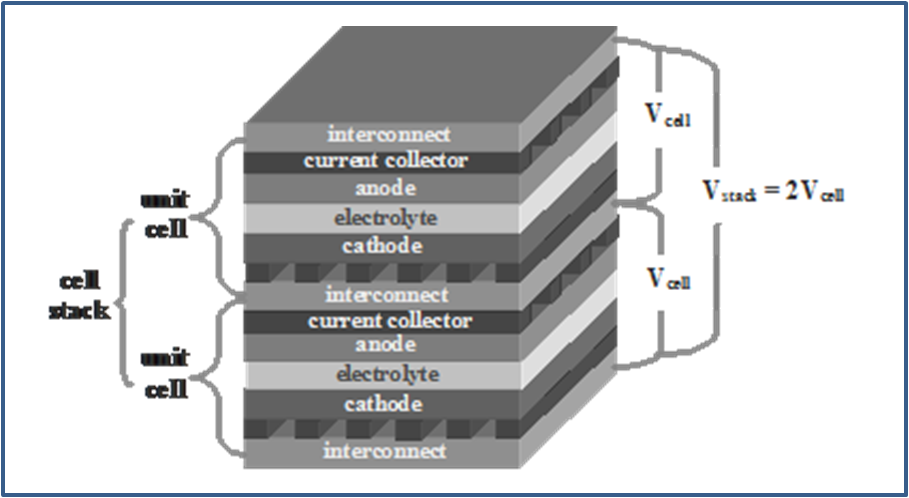 interconnect
current collector
anode
electrolyte
cathode
interconnect
current collector
anode
electrolyte
cathode
interconnect
unit
cell
cell
stack
unit
cell
Vcell
Vstack = 2Vcell
Vcell